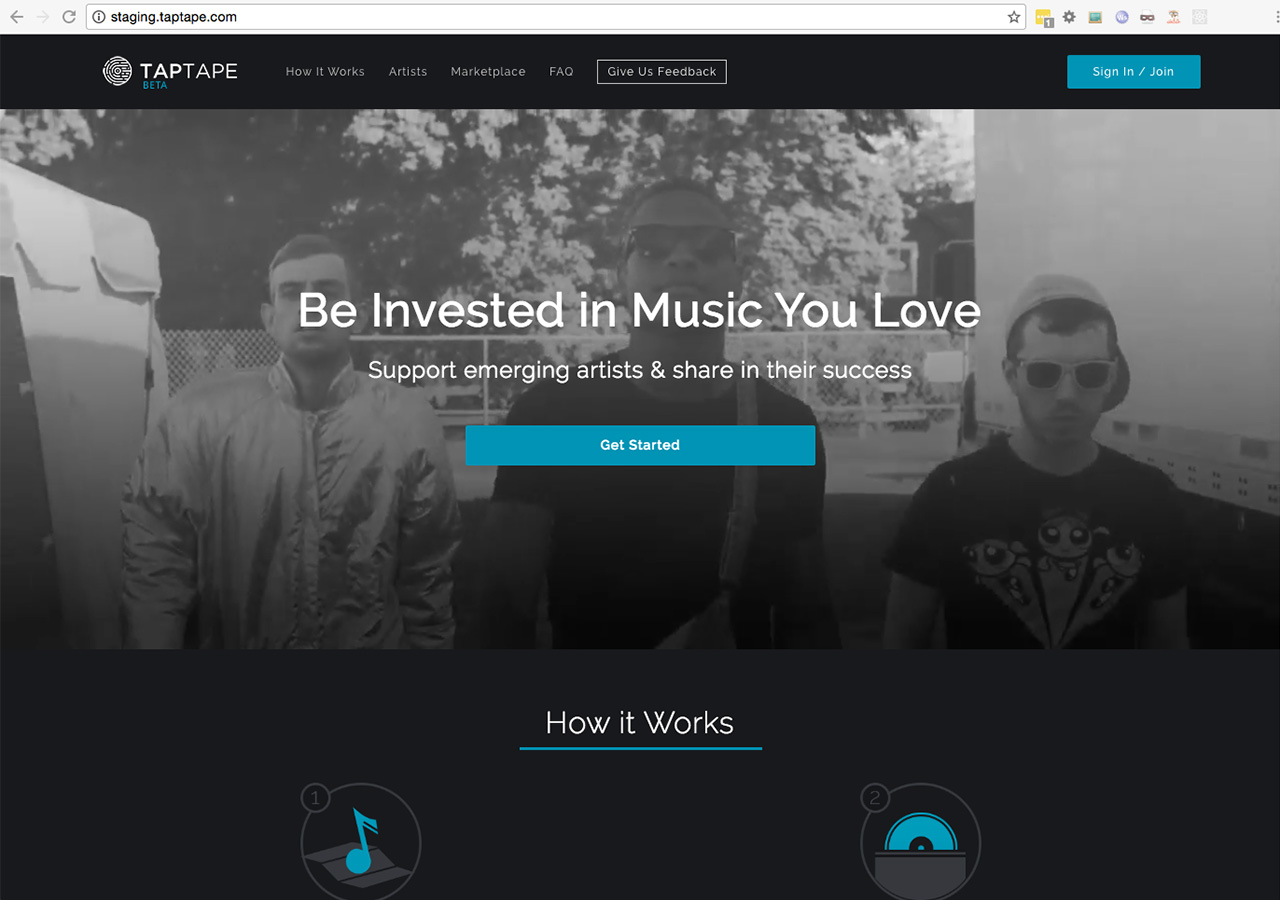 staging.taptape.com
1
TAPTAPE
BETA
How It Works
Artists
Marketplace
FAQ
Give Us Feedback
Sign In / Join
Be Invested in Music You Love
Support emerging artists & share in their success
Get Started
How it Works
1
2